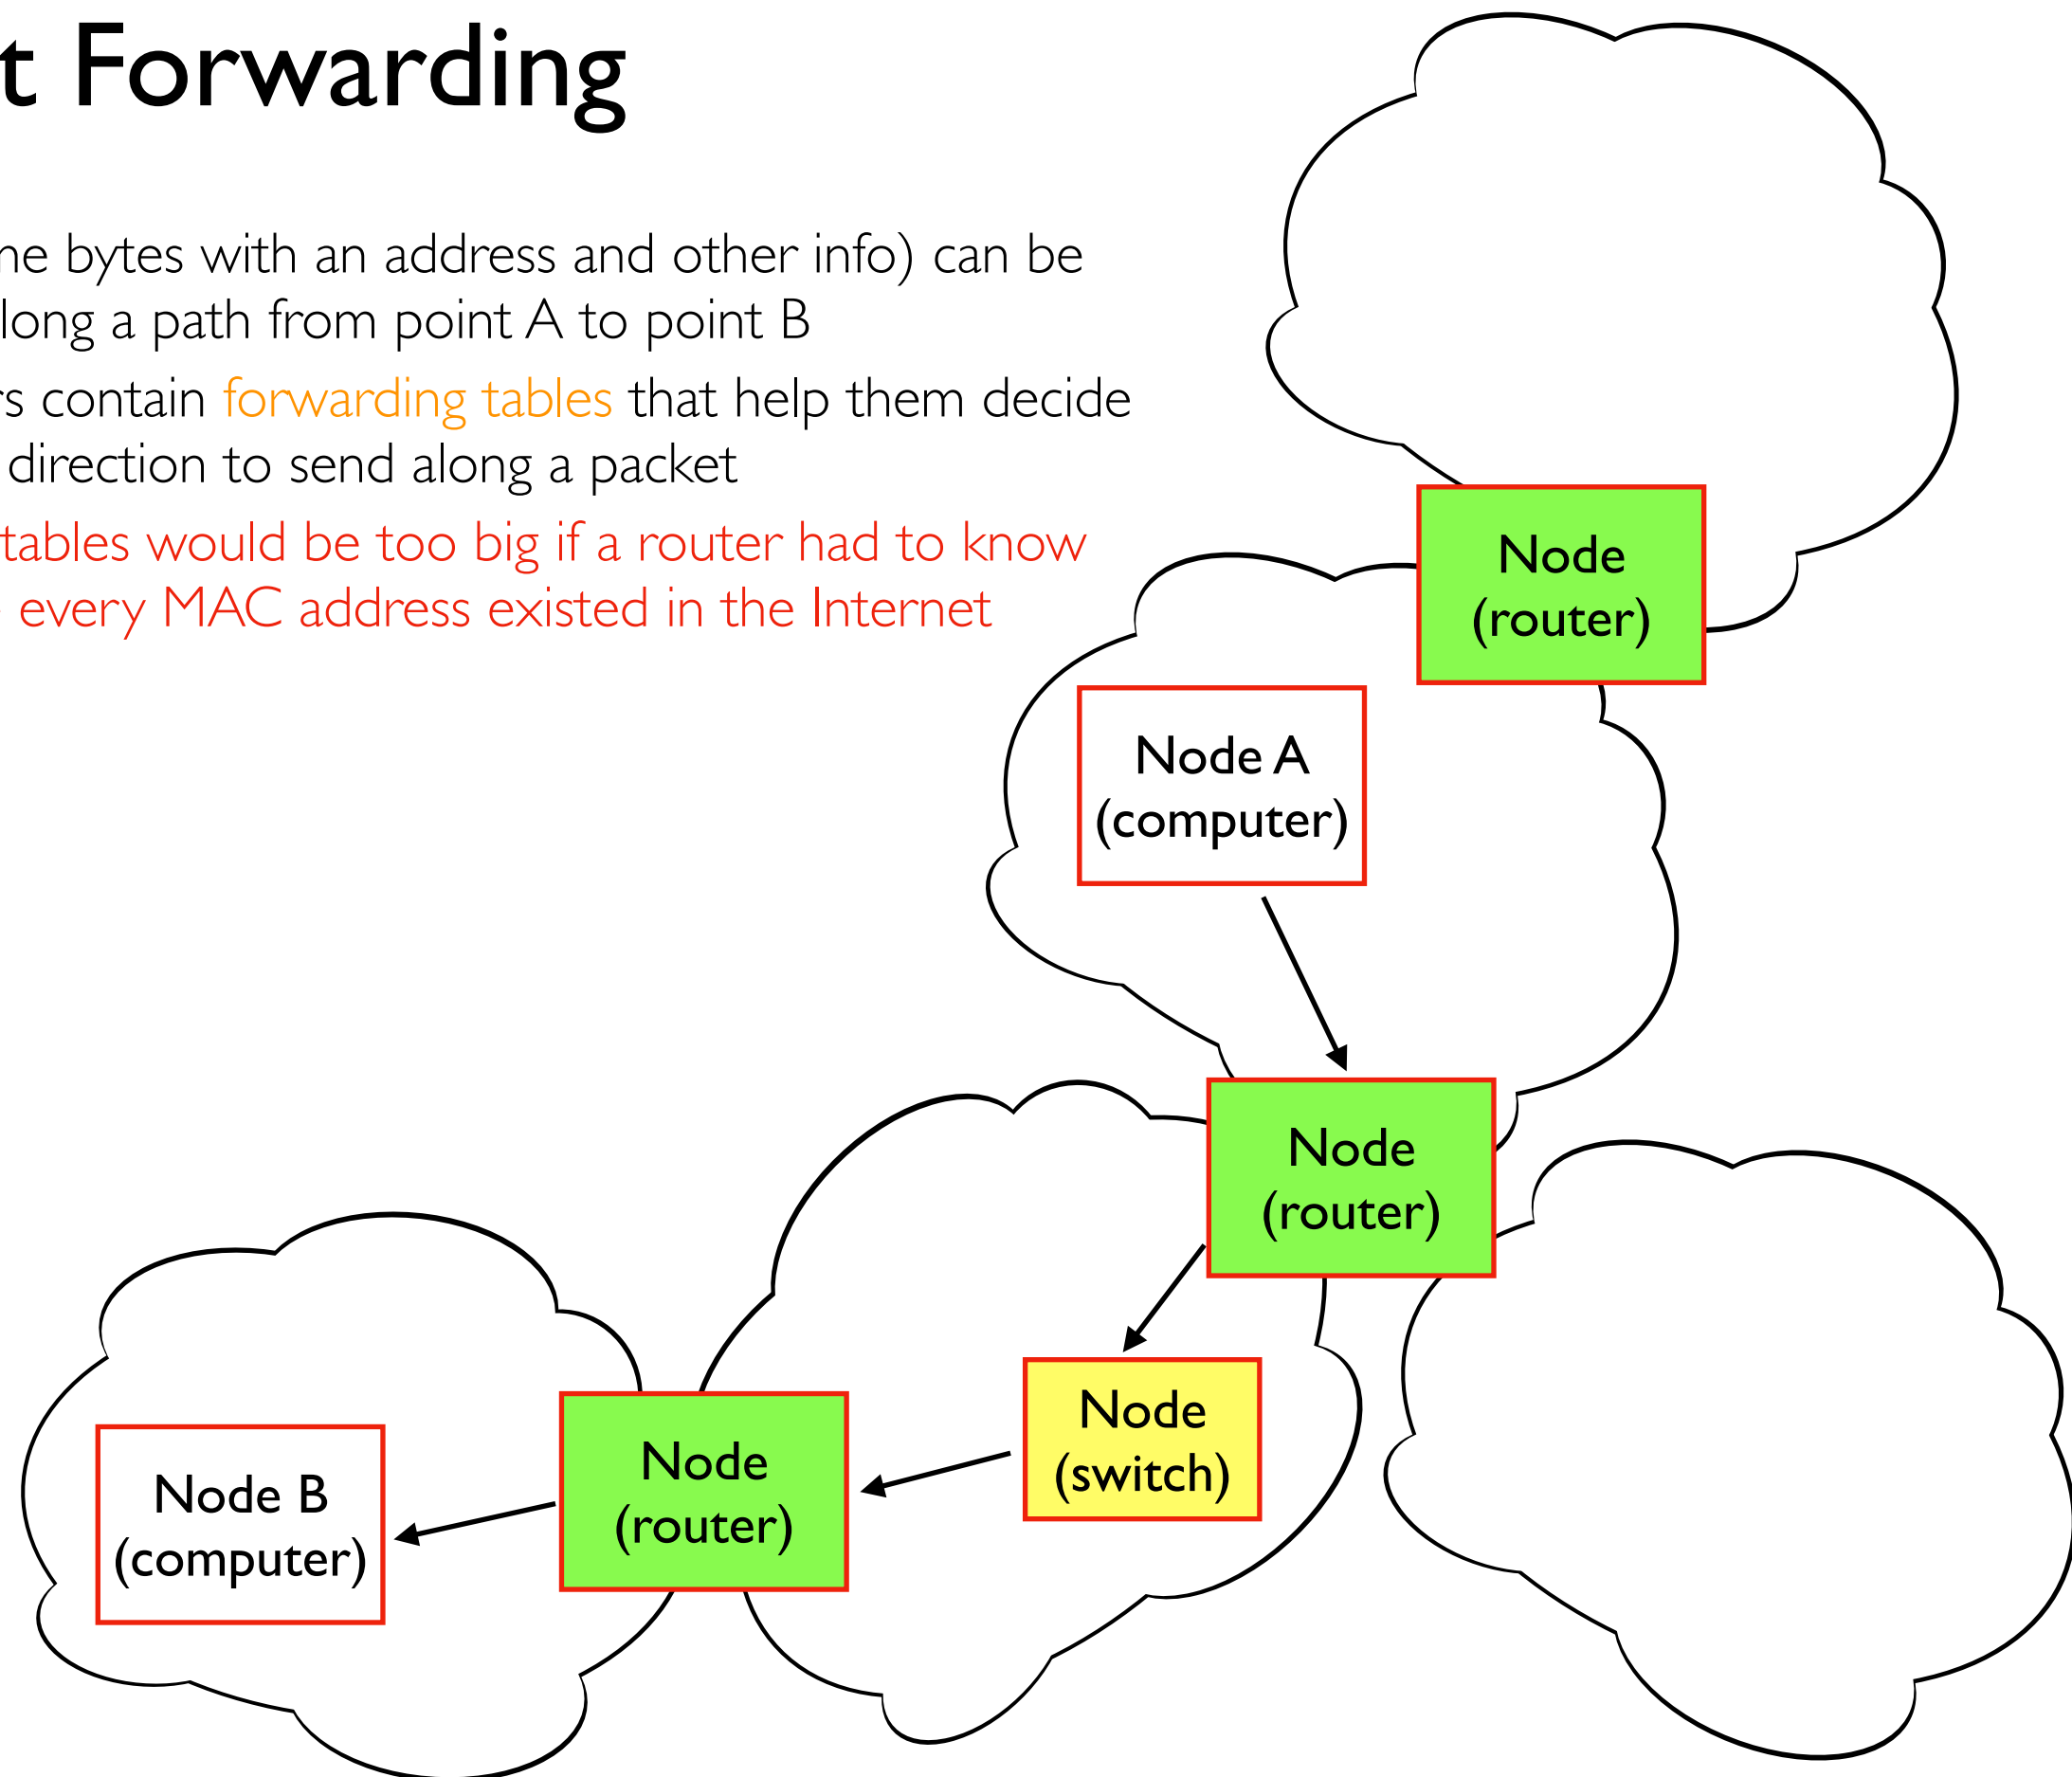 t Forwarding
ne bytes with an address and other info) can be
long a path from point A to point B
rs contain forwarding tables that help them decide
direction to send along a packet
tables would be too big if a router had to know
every MAC address existed in the Internet
Node
(router)
Node A
(computer)
Node
(router)
Node
(switch)
Node
(router)
Node B
(computer)